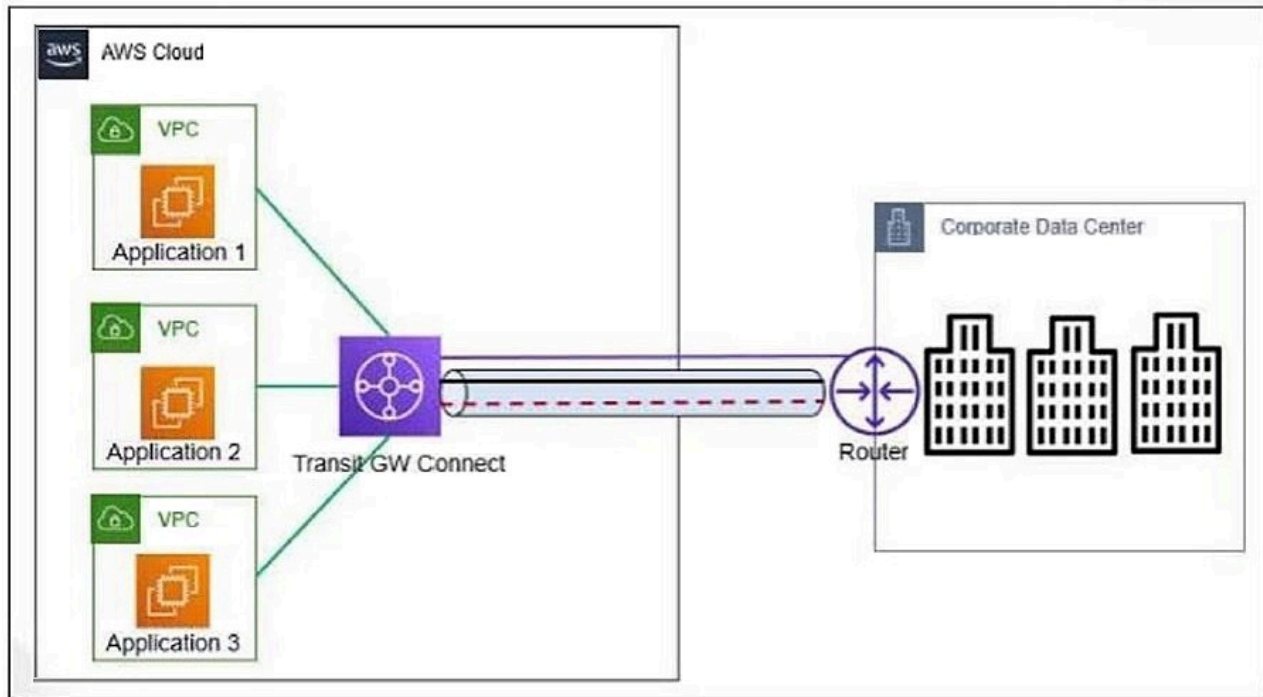 aws
AWS Cloud
VPC
Application 1
VPC
Application 2
VPC
Application 3
Transit GW Connect
Router
Corporate Data Center